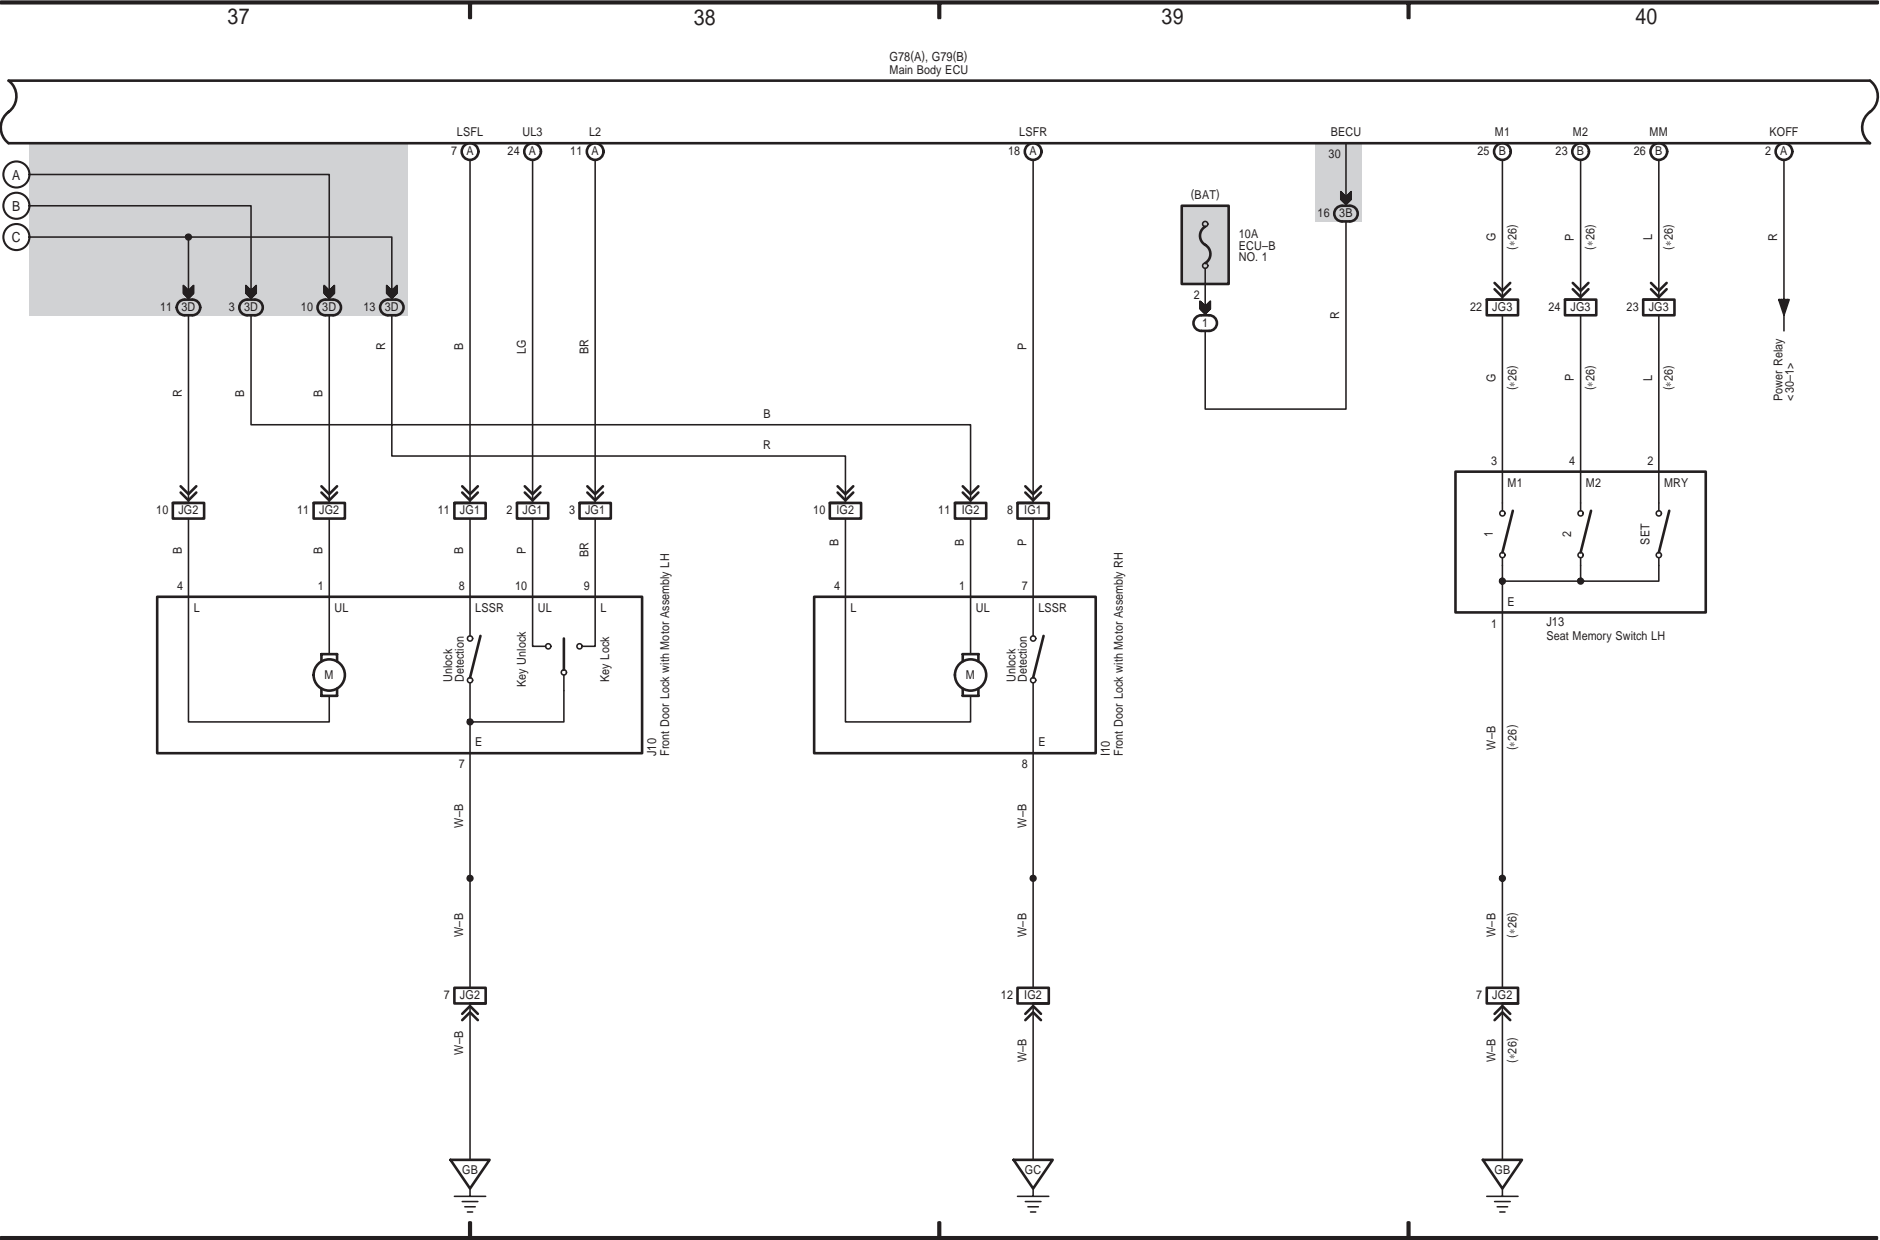 37
38
39
40
G78(A), G79(B)
Main Body ECU
LSFL
UL3
L2
LSFR
BECU
M1
M2
MM
KOFF
7 A
24 A
11 A
18 A
30
25 B
23 B
26 B
2 A
A
B
C
(BAT)
10A
ECU–B
NO. 1
16 3B
2
1
G
(*26)
P
(*26)
L
(*26)
R
11 3D
3 3D
10 3D
13 3D
22 JG3
24 JG3
23 JG3
R
B
LG
BR
P
R
G
(*26)
P
(*26)
L
(*26)
Power Relay
<30–1>
R
B
B
B
R
3
4
2
M1
M2
MRY
1
2
SET
E
1
J13
Seat Memory Switch LH
10 JG2
11 JG2
11 JG1
2 JG1
3 JG1
10 IG2
11 IG2
8 IG1
B
B
B
P
BR
B
B
P
4
1
8
10
9
4
1
7
L
UL
LSSR
UL
L
L
UL
LSSR
M
Unlock
Detection
Key Unlock
Key Lock
M
Unlock
Detection
E
E
7
8
J10
Front Door Lock with Motor Assembly LH
I10
Front Door Lock with Motor Assembly RH
W–B
W–B
W–B
(*26)
W–B
W–B
W–B
(*26)
7 JG2
12 IG2
7 JG2
W–B
W–B
W–B
(*26)
GB
GC
GB